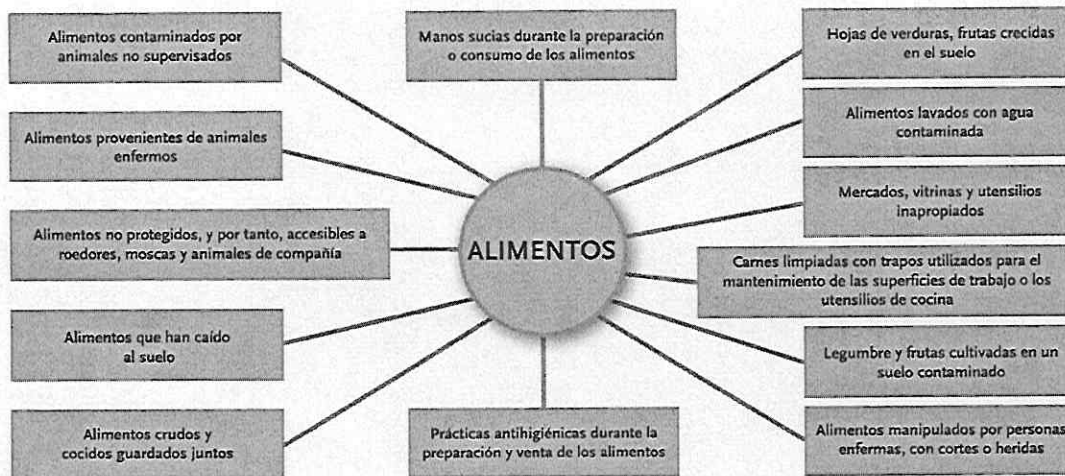 Alimentos contaminados por
animales no supervisados
Manos sucias durante la preparación
o consumo de los alimentos
Hojas de verduras, frutas crecidas
en el suelo
Alimentos provenientes de animales
enfermos
Alimentos lavados con agua
contaminada
Mercados, vitrinas y utensilios
inapropiados
Alimentos no protegidos, y por tanto, accesibles a
roedores, moscas y animales de compañía
ALIMENTOS
Carnes limpiadas con trapos utilizados para el
mantenimiento de las superficies de trabajo o los
utensilios de cocina
Alimentos que han caído
al suelo
Legumbre y frutas cultivadas en un
suelo contaminado
Alimentos crudos y
cocidos guardados juntos
Prácticas antihigiénicas durante la
preparación y venta de los alimentos
Alimentos manipulados por personas
enfermas, con cortes o heridas